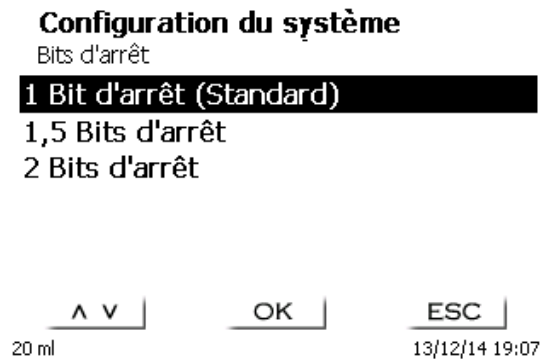 Configuration du système
Bits d'arrêt
1 Bit d'arrêt (Standard)
1,5 Bits d'arrêt
2 Bits d'arrêt
∧ ∨ OK ESC
20 ml 13/12/14 19:07